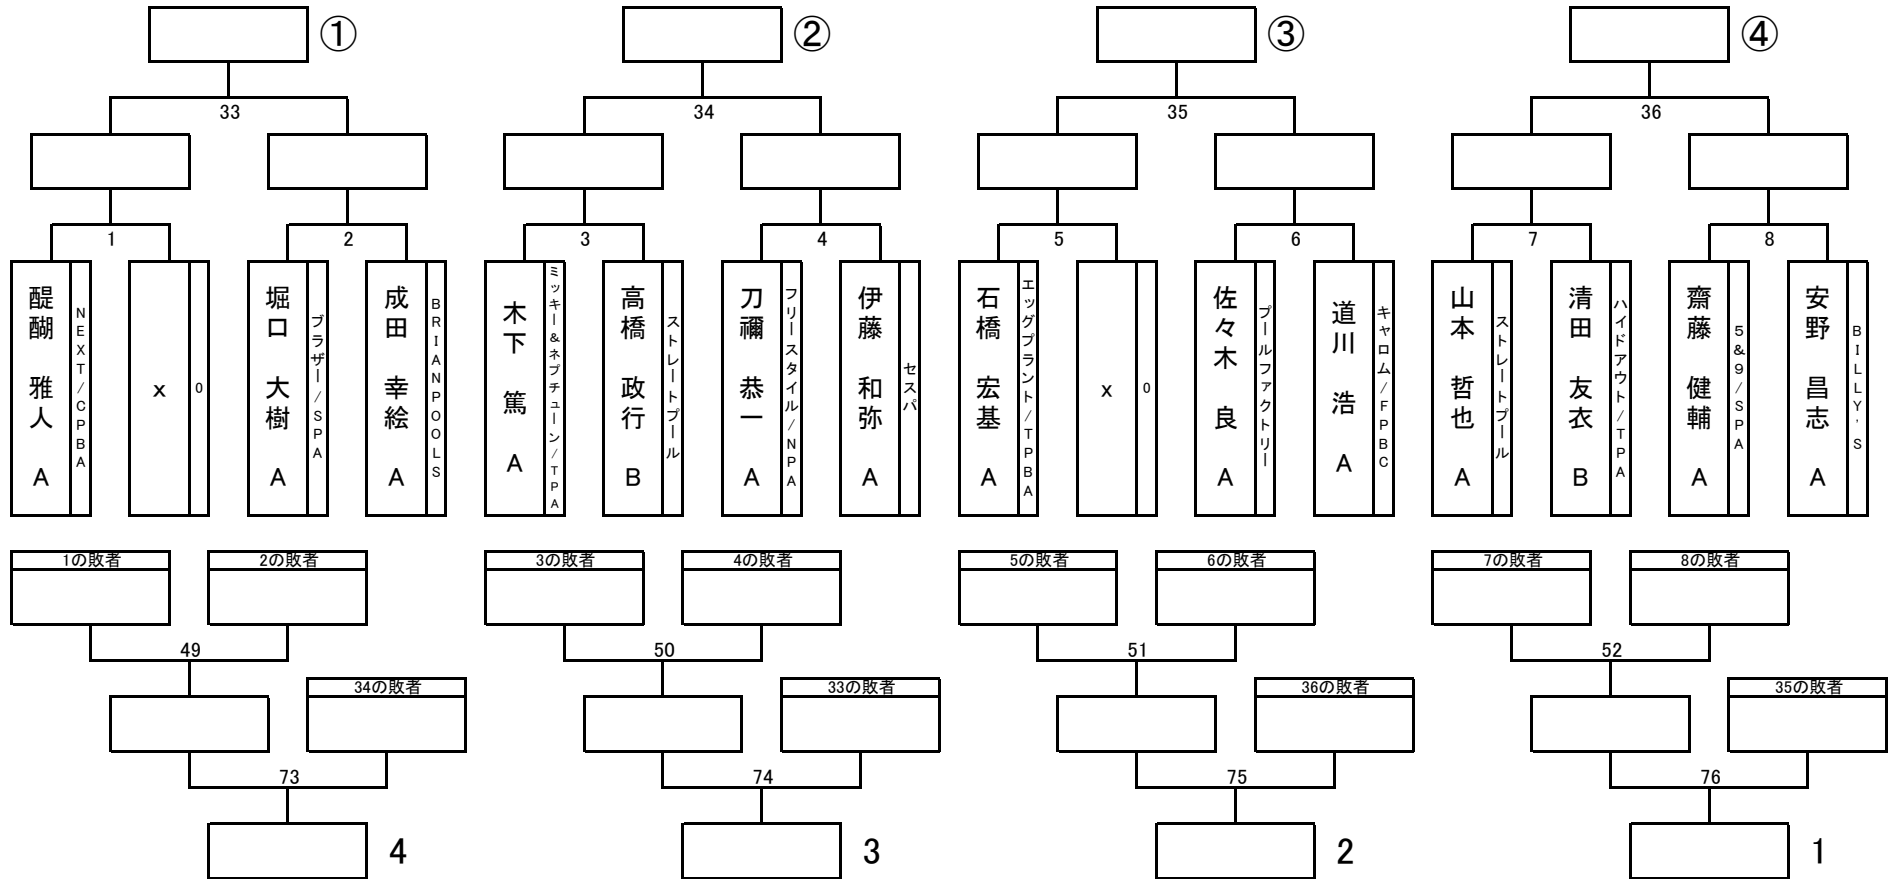 ① ② ③ ④
33 34 35 36
1 2 3 4 5 6 7 8
醍醐 雅人 A
NEXT/CPBA
x
0
堀口 大樹 A
ブラザー/SPA
成田 幸絵 A
BRIANPOOLS
木下 篤 A
ミッキー&ネプチューン/TPA
高橋 政行 B
ストレートプール
刀禰 恭一 A
フリースタイル/NPA
伊藤 和弥 A
セスパ
石橋 宏基 A
エッグプラント/TPBA
x
0
佐々木 良 A
プールファクトリー
道川 浩 A
キャロム/FPBC
山本 哲也 A
ストレートプール
清田 友衣 B
ハイドアウト/TPA
齋藤 健輔 A
5&9/SPA
安野 昌志 A
BILLY'S
1の敗者 2の敗者 3の敗者 4の敗者 5の敗者 6の敗者 7の敗者 8の敗者
49 50 51 52
34の敗者 33の敗者 36の敗者 35の敗者
73 74 75 76
4 3 2 1